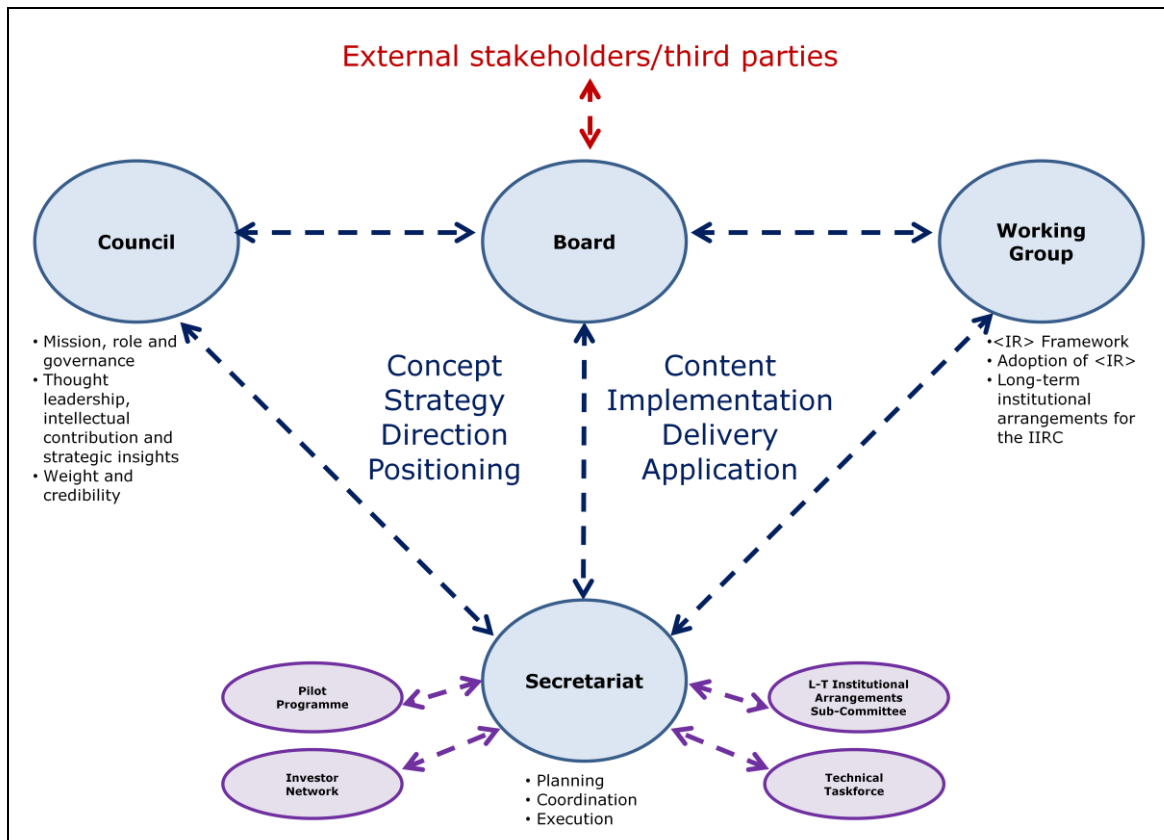 External stakeholders/third parties
Council
Board
Working
Group
• Mission, role and
governance
• Thought
leadership,
intellectual
contribution and
strategic insights
• Weight and
credibility
Concept
Strategy
Direction
Positioning
Content
Implementation
Delivery
Application
•<IR> Framework
• Adoption of <IR>
• Long-term
institutional
arrangements for
the IIRC
Secretariat
Pilot
Programme
Investor
Network
L-T Institutional
Arrangements
Sub-Committee
Technical
Taskforce
• Planning
• Coordination
• Execution